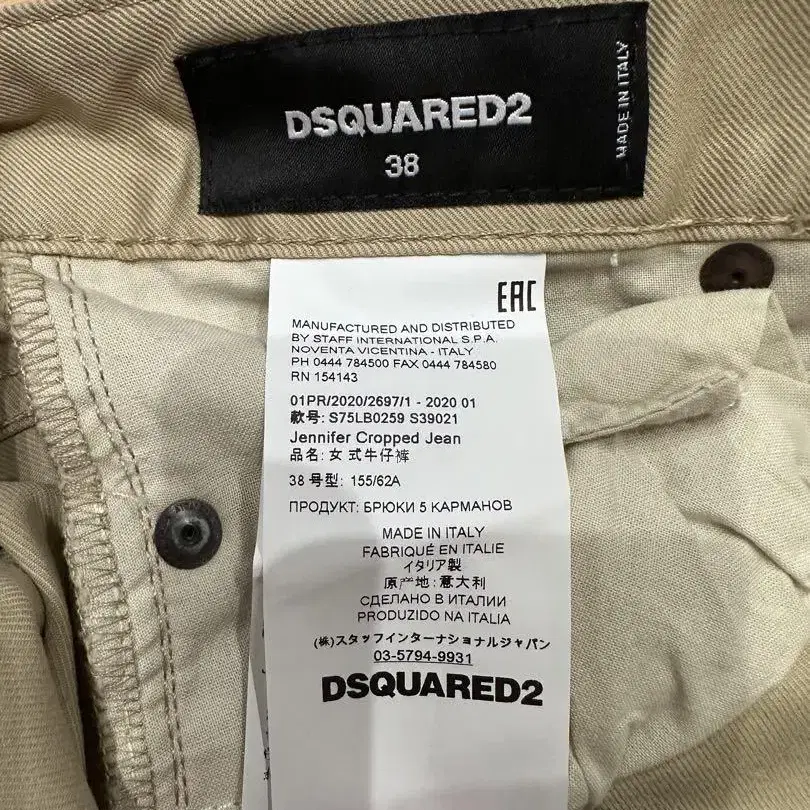 DSQUARED2
38
MADE IN ITALY
EAC
MANUFACTURED AND DISTRIBUTED
BY STAFF INTERNATIONAL S.P.A.
NOVENTA VICENTINA - ITALY
PH 0444 784500 FAX 0444 784580
RN 154143
01PR/2020/2697/1 - 2020 01
款号: S75LB0259 S39021
Jennifer Cropped Jean
品名: 女 式牛仔裤
38 号型: 155/62A
ПРОДУКТ: БРЮКИ 5 КАРМАНОВ
MADE IN ITALY
FABRIQUÉ EN ITALIE
イタリア製
原产地:意大利
СДЕЛАНО В ИТАЛИИ
PRODUZIDO NA ITALIA
(株)スタッフインターナショナルジャパン
03-5794-9931
DSQUARED2